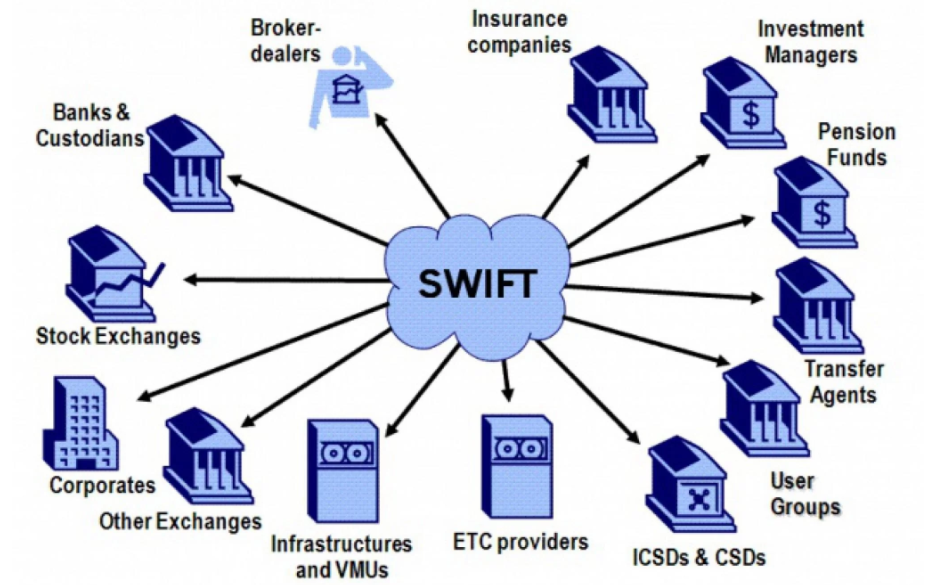 Broker-
dealers
Insurance
companies
Investment
Managers
Banks &
Custodians
Pension
Funds
$
$
SWIFT
Stock Exchanges
Transfer
Agents
Corporates
Other Exchanges
User
Groups
Infrastructures
and VMUs
ETC providers
ICSDs & CSDs